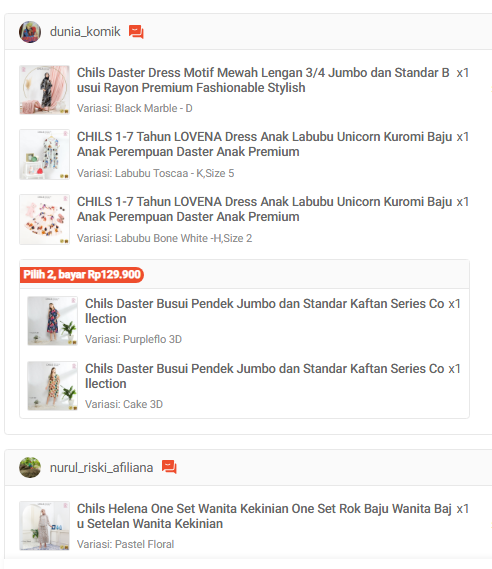 dunia_komik
Chils Daster Dress Motif Mewah Lengan 3/4 Jumbo dan Standar B x1
usui Rayon Premium Fashionable Stylish
Variasi: Black Marble - D
CHILS 1-7 Tahun LOVENA Dress Anak Labubu Unicorn Kuromi Baju x1
Anak Perempuan Daster Anak Premium
Variasi: Labubu Toscaa - K,Size 5
CHILS 1-7 Tahun LOVENA Dress Anak Labubu Unicorn Kuromi Baju x1
Anak Perempuan Daster Anak Premium
Variasi: Labubu Bone White -H,Size 2
Pilih 2, bayar Rp129.900
Chils Daster Busui Pendek Jumbo dan Standar Kaftan Series Co x1
llection
Variasi: Purpleflo 3D
Chils Daster Busui Pendek Jumbo dan Standar Kaftan Series Co x1
llection
Variasi: Cake 3D
nurul_riski_afiliana
Chils Helena One Set Wanita Kekinian One Set Rok Baju Wanita Baj x1
u Setelan Wanita Kekinian
Variasi: Pastel Floral